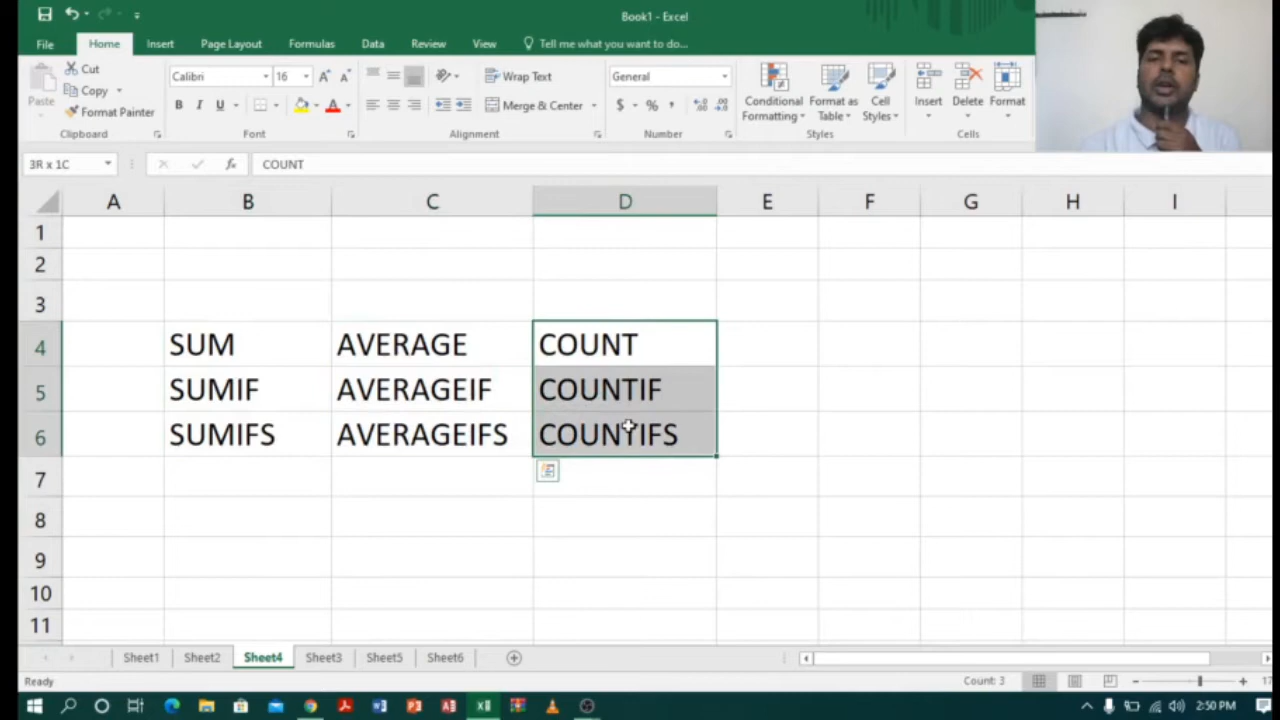 Book1 - Excel
File Home Insert Page Layout Formulas Data Review View Tell me what you want to do...
Paste Cut Copy Format Painter Clipboard
Calibri 16 B I U A Font
Wrap Text Merge & Center Alignment
General $ % , Number
Conditional Formatting Format as Table Cell Styles Styles
Insert Delete Format Cells
3R x 1C fx COUNT
A B C D E F G H I
1
2
3
4 SUM AVERAGE COUNT
5 SUMIF AVERAGEIF COUNTIF
6 SUMIFS AVERAGEIFS COUNTIFS
7
8
9
10
11
Sheet1 Sheet2 Sheet4 Sheet3 Sheet5 Sheet6
Ready Count: 3 17
2:50 PM